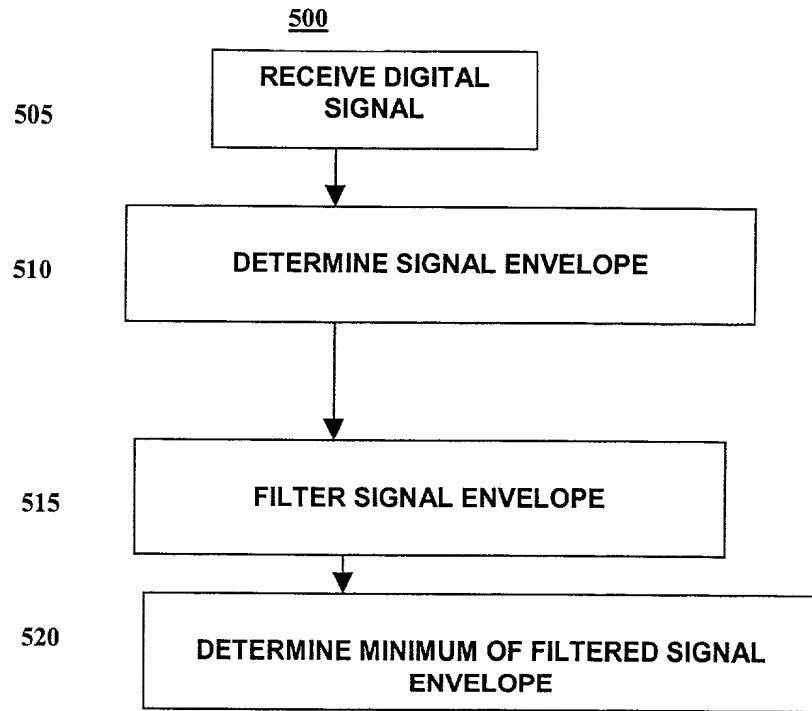 500
RECEIVE DIGITAL
SIGNAL
505
DETERMINE SIGNAL ENVELOPE
510
FILTER SIGNAL ENVELOPE
515
520
DETERMINE MINIMUM OF FILTERED SIGNAL
ENVELOPE